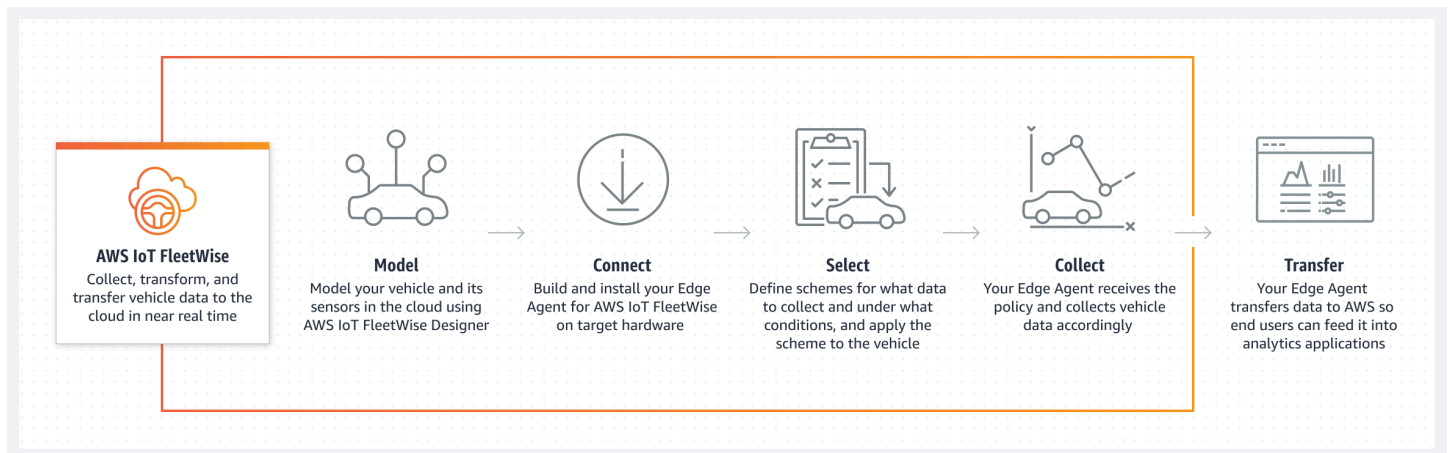 AWS IoT FleetWise
Collect, transform, and
transfer vehicle data to the
cloud in near real time
Model
Model your vehicle and its
sensors in the cloud using
AWS IoT FleetWise Designer
Connect
Build and install your Edge
Agent for AWS IoT FleetWise
on target hardware
Select
Define schemes for what data
to collect and under what
conditions, and apply the
scheme to the vehicle
Collect
Your Edge Agent receives the
policy and collects vehicle
data accordingly
Transfer
Your Edge Agent
transfers data to AWS so
end users can feed it into
analytics applications